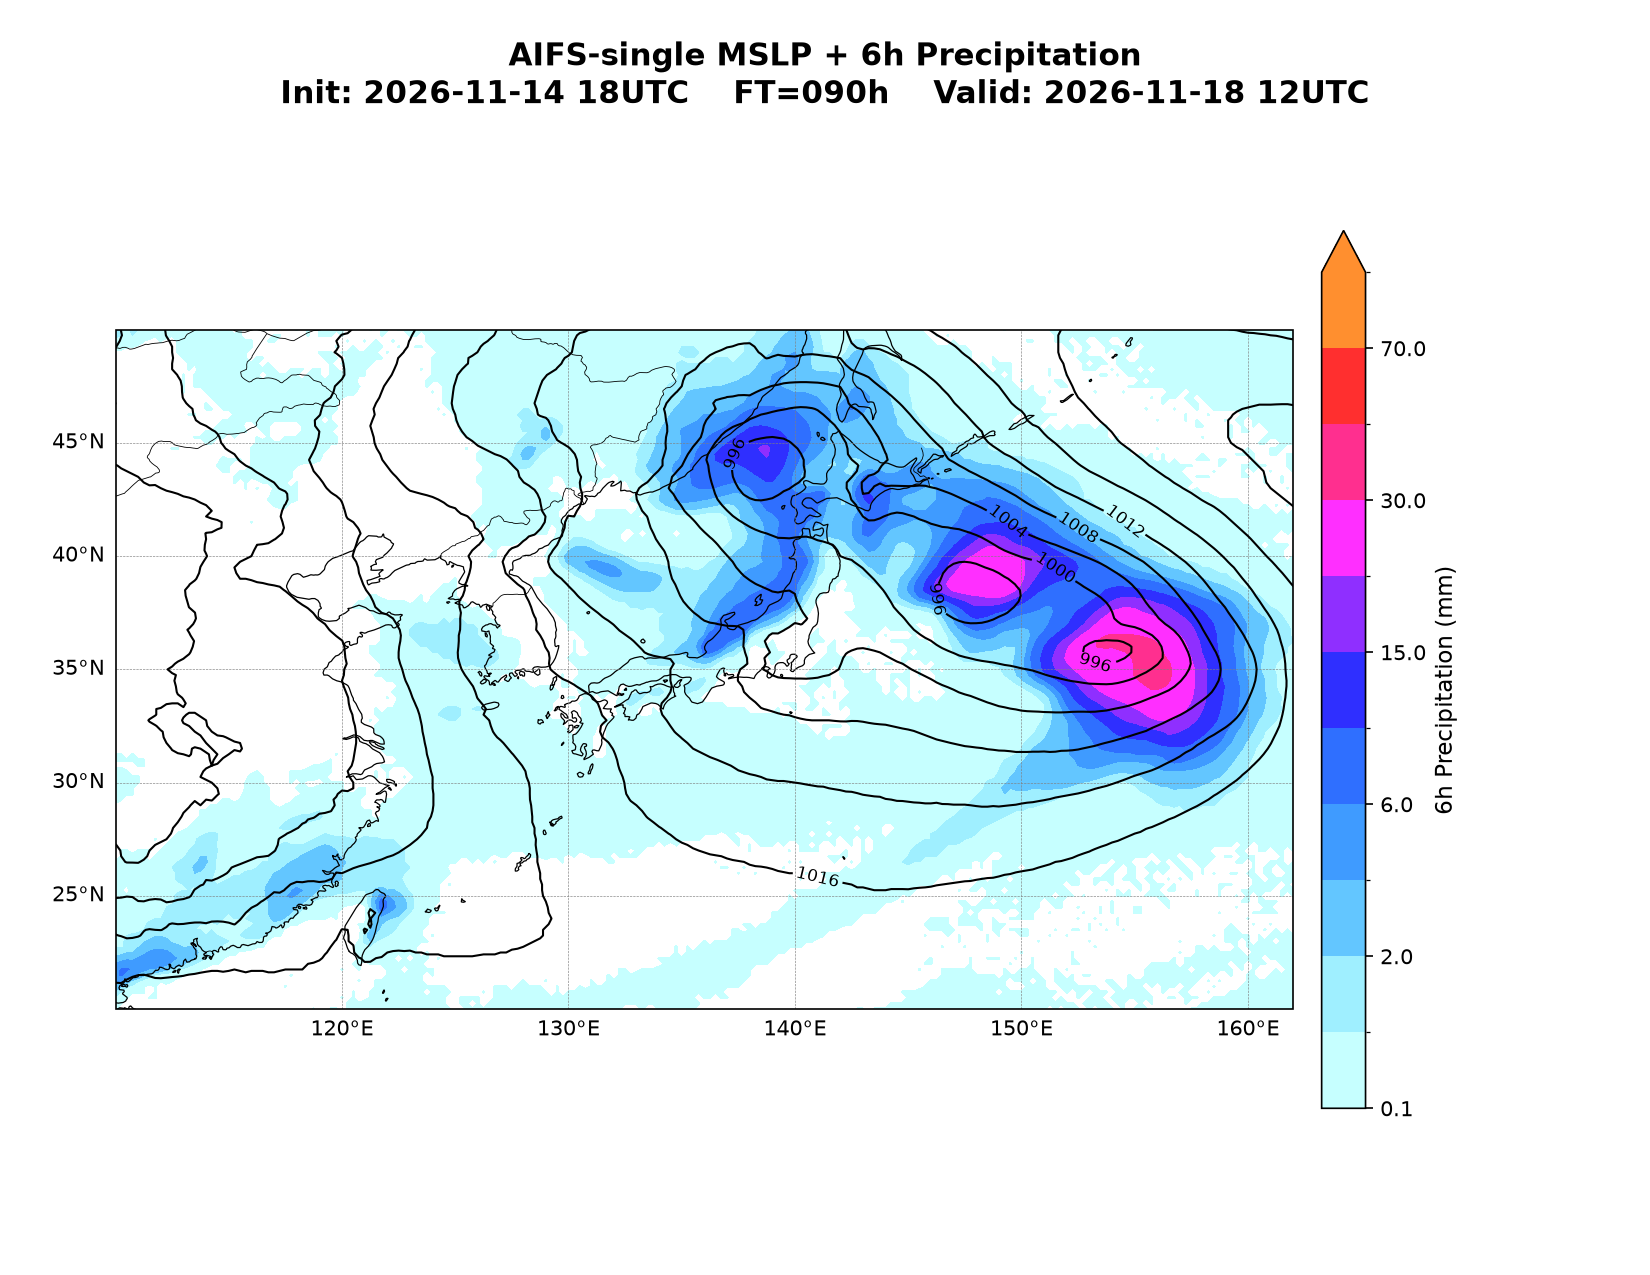 AIFS-single MSLP + 6h Precipitation
Init: 2026-11-14 18UTC    FT=090h    Valid: 2026-11-18 12UTC
70.0
30.0
15.0
6.0
2.0
0.1
6h Precipitation (mm)
45°N
40°N
35°N
30°N
25°N
120°E
130°E
140°E
150°E
160°E
996
1004
1008
1012
1000
996
996
1016